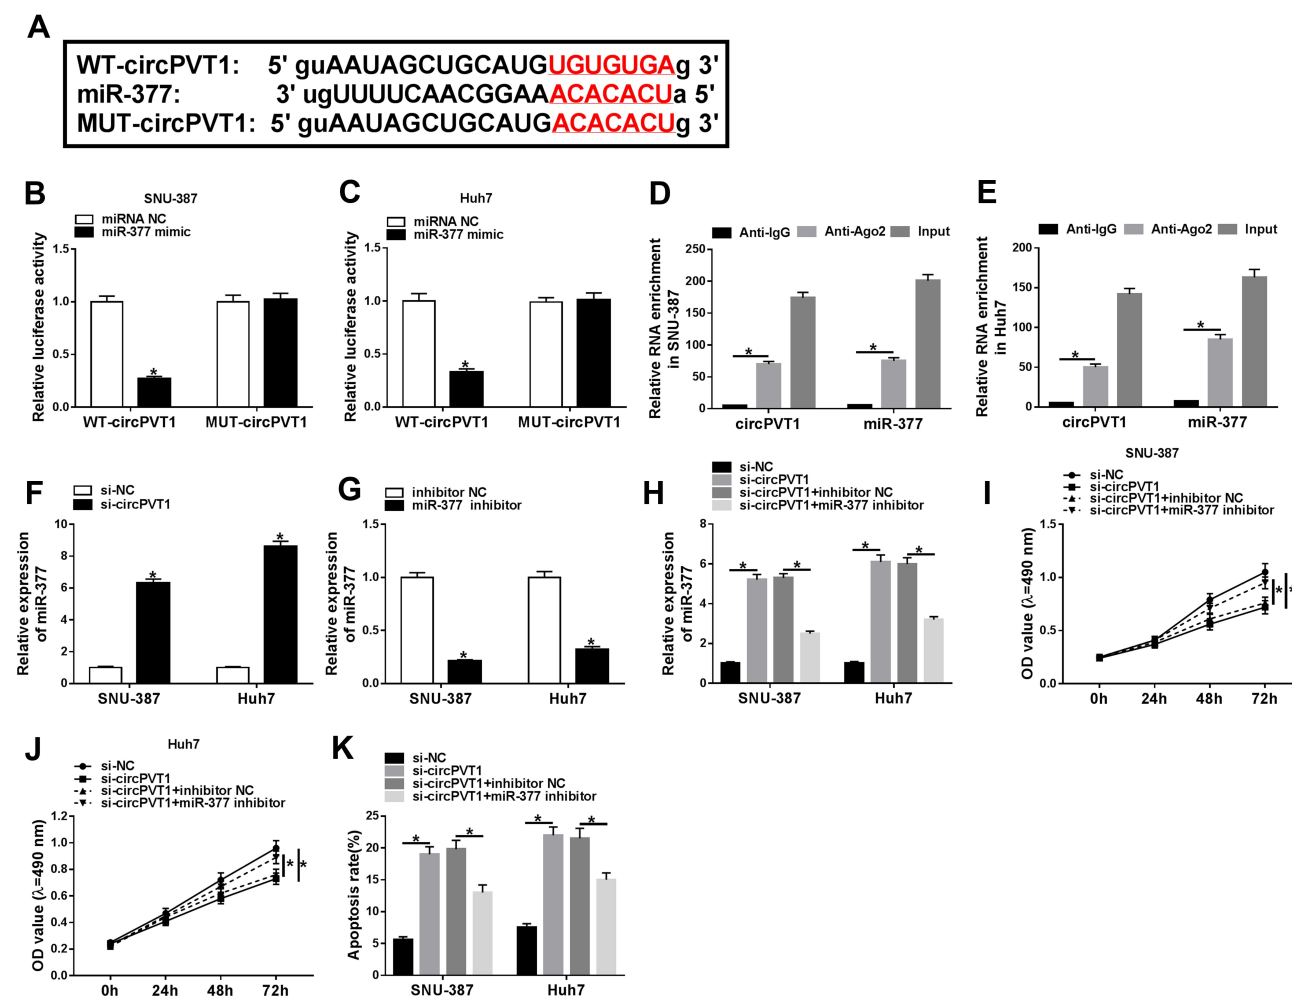 A
WT-circPVT1: 5' guAAUAGCUGCAUGUGUGUGAg 3'
miR-377: 3' ugUUUUCAACGGAAACACACUa 5'
MUT-circPVT1: 5' guAAUAGCUGCAUGACACACUg 3'
B
SNU-387
miRNA NC
miR-377 mimic
Relative luciferase activity
1.5
1.0
0.5
0.0
*
WT-circPVT1 MUT-circPVT1
C
Huh7
miRNA NC
miR-377 mimic
Relative luciferase activity
1.5
1.0
0.5
0.0
*
WT-circPVT1 MUT-circPVT1
D
Anti-IgG Anti-Ago2 Input
Relative RNA enrichment
in SNU-387
250
200
150
100
50
0
* *
circPVT1 miR-377
E
Anti-IgG Anti-Ago2 Input
Relative RNA enrichment
in Huh7
200
150
100
50
0
* *
circPVT1 miR-377
F
si-NC
si-circPVT1
Relative expression
of miR-377
10
8
6
4
2
0
* *
SNU-387 Huh7
G
inhibitor NC
miR-377 inhibitor
Relative expression
of miR-377
1.5
1.0
0.5
0.0
* *
SNU-387 Huh7
H
si-NC
si-circPVT1
si-circPVT1+inhibitor NC
si-circPVT1+miR-377 inhibitor
Relative expression
of miR-377
8
6
4
2
0
* * * *
SNU-387 Huh7
I
SNU-387
si-NC
si-circPVT1
si-circPVT1+inhibitor NC
si-circPVT1+miR-377 inhibitor
OD value (λ=490 nm)
1.5
1.0
0.5
0.0
* *
0h 24h 48h 72h
J
Huh7
si-NC
si-circPVT1
si-circPVT1+inhibitor NC
si-circPVT1+miR-377 inhibitor
OD value (λ=490 nm)
1.2
1.0
0.8
0.6
0.4
0.2
0.0
* *
0h 24h 48h 72h
K
si-NC
si-circPVT1
si-circPVT1+inhibitor NC
si-circPVT1+miR-377 inhibitor
Apoptosis rate(%)
25
20
15
10
5
0
* * * *
SNU-387 Huh7